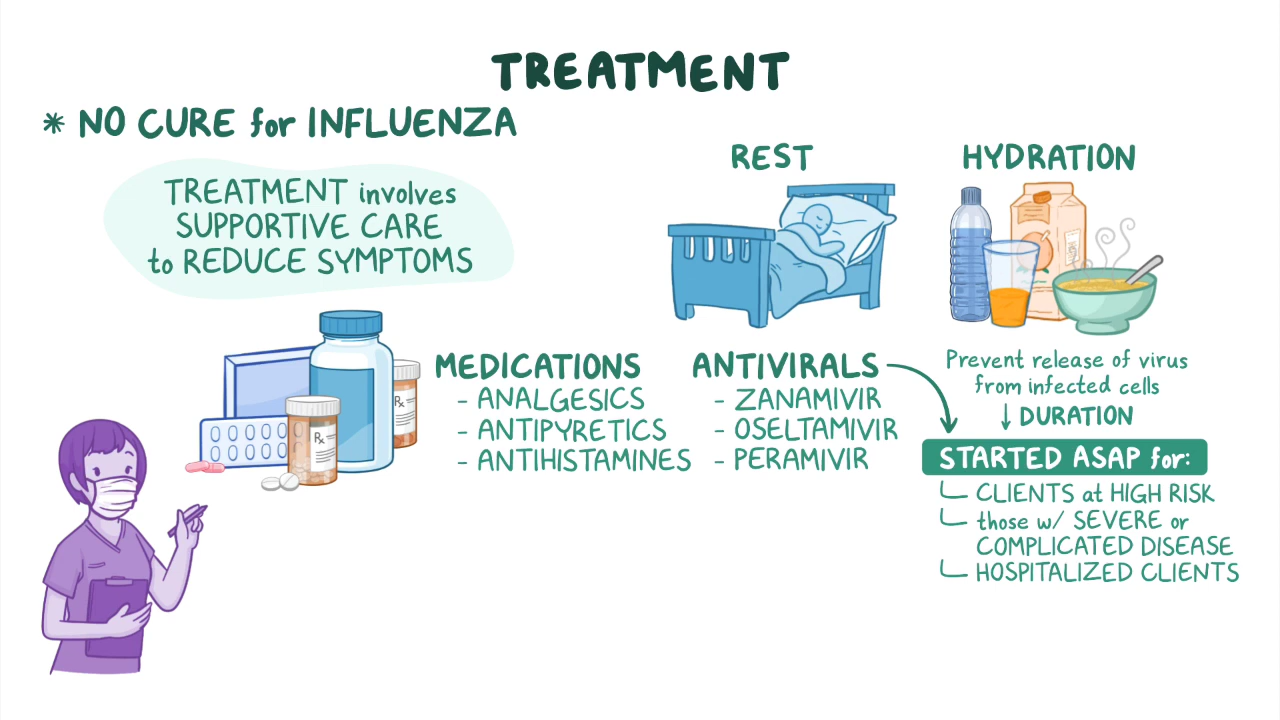 TREATMENT
* NO CURE for INFLUENZA
TREATMENT involves
SUPPORTIVE CARE
to REDUCE SYMPTOMS
REST
HYDRATION
MEDICATIONS
- ANALGESICS
- ANTIPYRETICS
- ANTIHISTAMINES
ANTIVIRALS
- ZANAMIVIR
- OSELTAMIVIR
- PERAMIVIR
Prevent release of virus
from infected cells
↓ DURATION
STARTED ASAP for:
CLIENTS at HIGH RISK
those w/ SEVERE or
COMPLICATED DISEASE
HOSPITALIZED CLIENTS
Rx
Rx